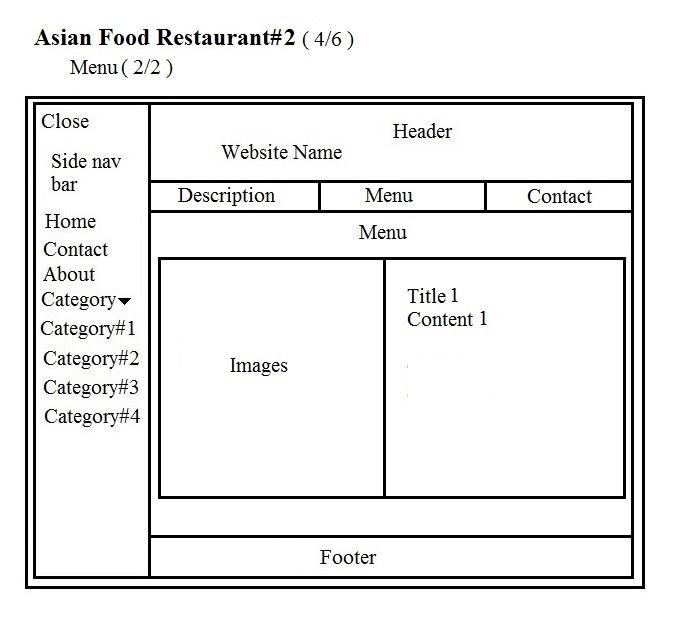 Asian Food Restaurant#2 ( 4/6 )
Menu ( 2/2 )
Close
Side nav
bar
Home
Contact
About
Category
Category#1
Category#2
Category#3
Category#4
Header
Website Name
Description
Menu
Contact
Menu
Images
Title 1
Content 1
Footer